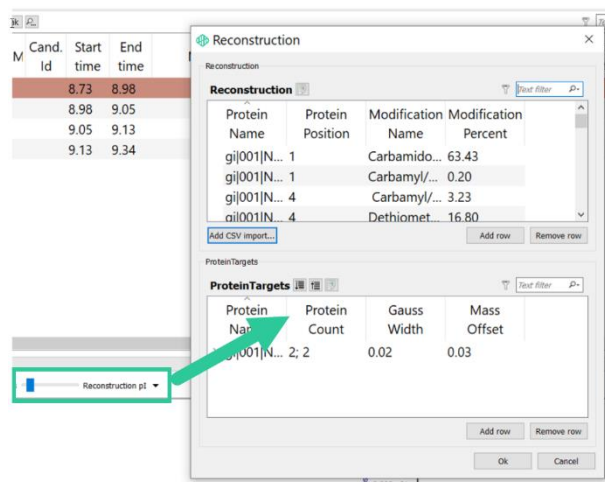 Cand. Start End
Id time time
8.73 8.98
8.98 9.05
9.05 9.13
9.13 9.34
Reconstruction pI
Reconstruction
Reconstruction
Reconstruction
Text filter
Protein Protein Modification Modification
Name Position Name Percent
gi|001|N... 1 Carbamido... 63.43
gi|001|N... 1 Carbamyl/... 0.20
gi|001|N... 4 Carbamyl/... 3.23
gi|001|N... 4 Dethiomet... 16.80
Add CSV import...
Add row Remove row
ProteinTargets
ProteinTargets
Text filter
Protein Protein Gauss Mass
Count Width Offset
gi|001|N... 2; 2 0.02 0.03
Add row Remove row
Ok Cancel